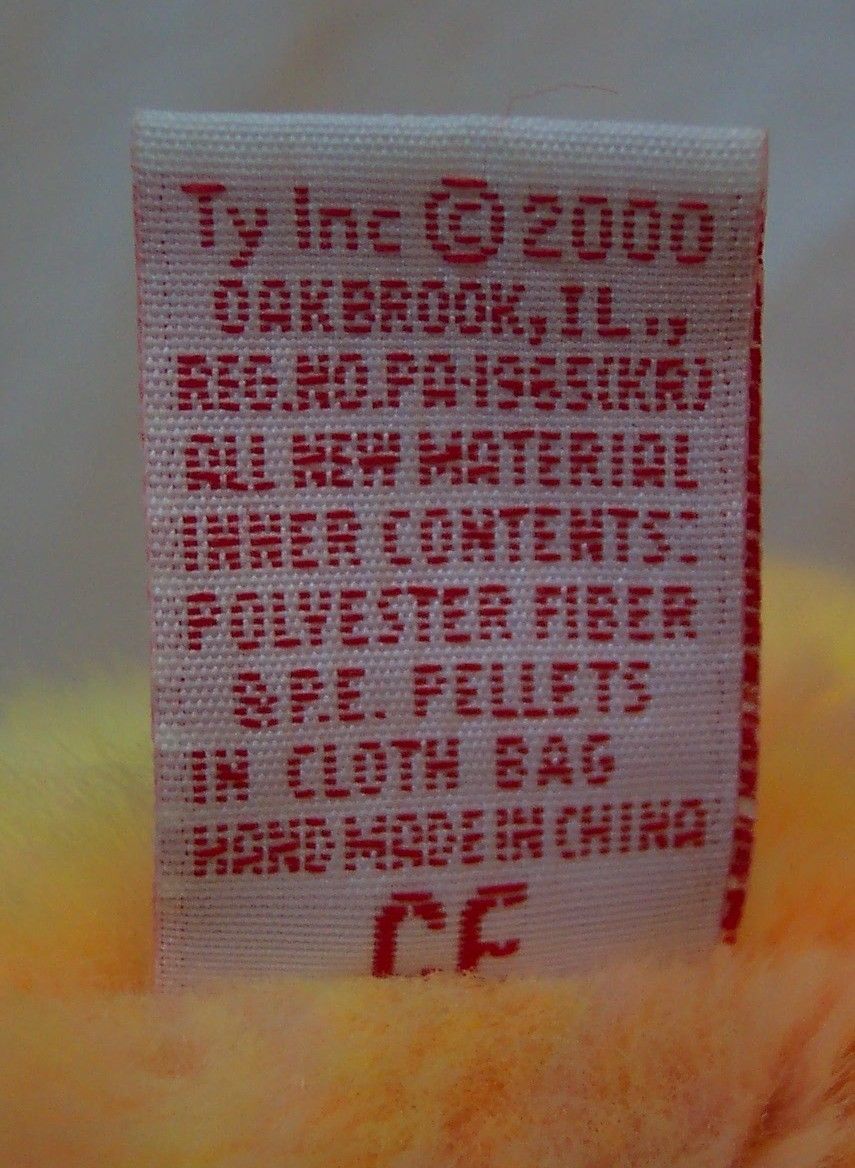 Ty Inc © 2000
OAKBROOK, IL.,
REG.NO.PA-1965(KR)
ALL NEW MATERIAL
INNER CONTENTS:
POLYESTER FIBER
& P.E. PELLETS
IN CLOTH BAG
HAND MADE IN CHINA
CE